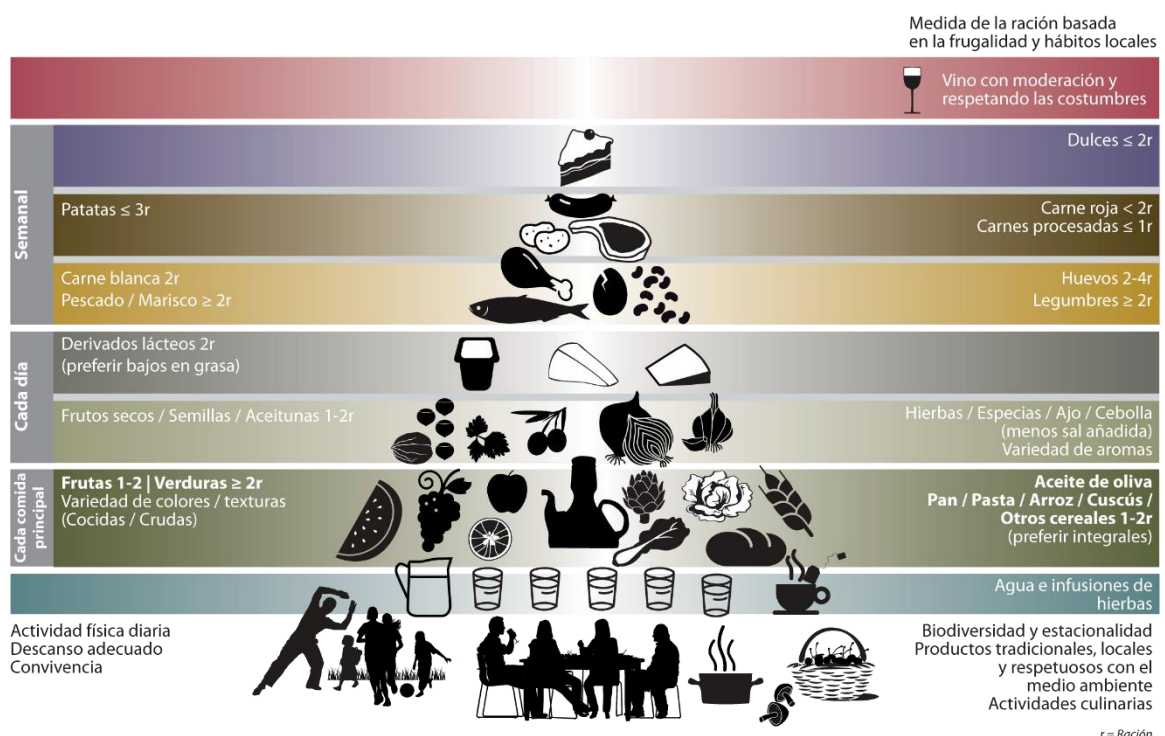 Medida de la ración basada
en la frugalidad y hábitos locales
Vino con moderación y
respetando las costumbres
Semanal
Dulces ≤ 2r
Patatas ≤ 3r
Carne roja < 2r
Carnes procesadas ≤ 1r
Carne blanca 2r
Pescado / Marisco ≥ 2r
Huevos 2-4r
Legumbres ≥ 2r
Cada día
Derivados lácteos 2r
(preferir bajos en grasa)
Frutos secos / Semillas / Aceitunas 1-2r
Hierbas / Especias / Ajo / Cebolla
(menos sal añadida)
Variedad de aromas
Cada comida
principal
Frutas 1-2 | Verduras ≥ 2r
Variedad de colores / texturas
(Cocidas / Crudas)
Aceite de oliva
Pan / Pasta / Arroz / Cuscús /
Otros cereales 1-2r
(preferir integrales)
Agua e infusiones de
hierbas
Actividad física diaria
Descanso adecuado
Convivencia
Biodiversidad y estacionalidad
Productos tradicionales, locales
y respetuosos con el
medio ambiente
Actividades culinarias
r = Ración